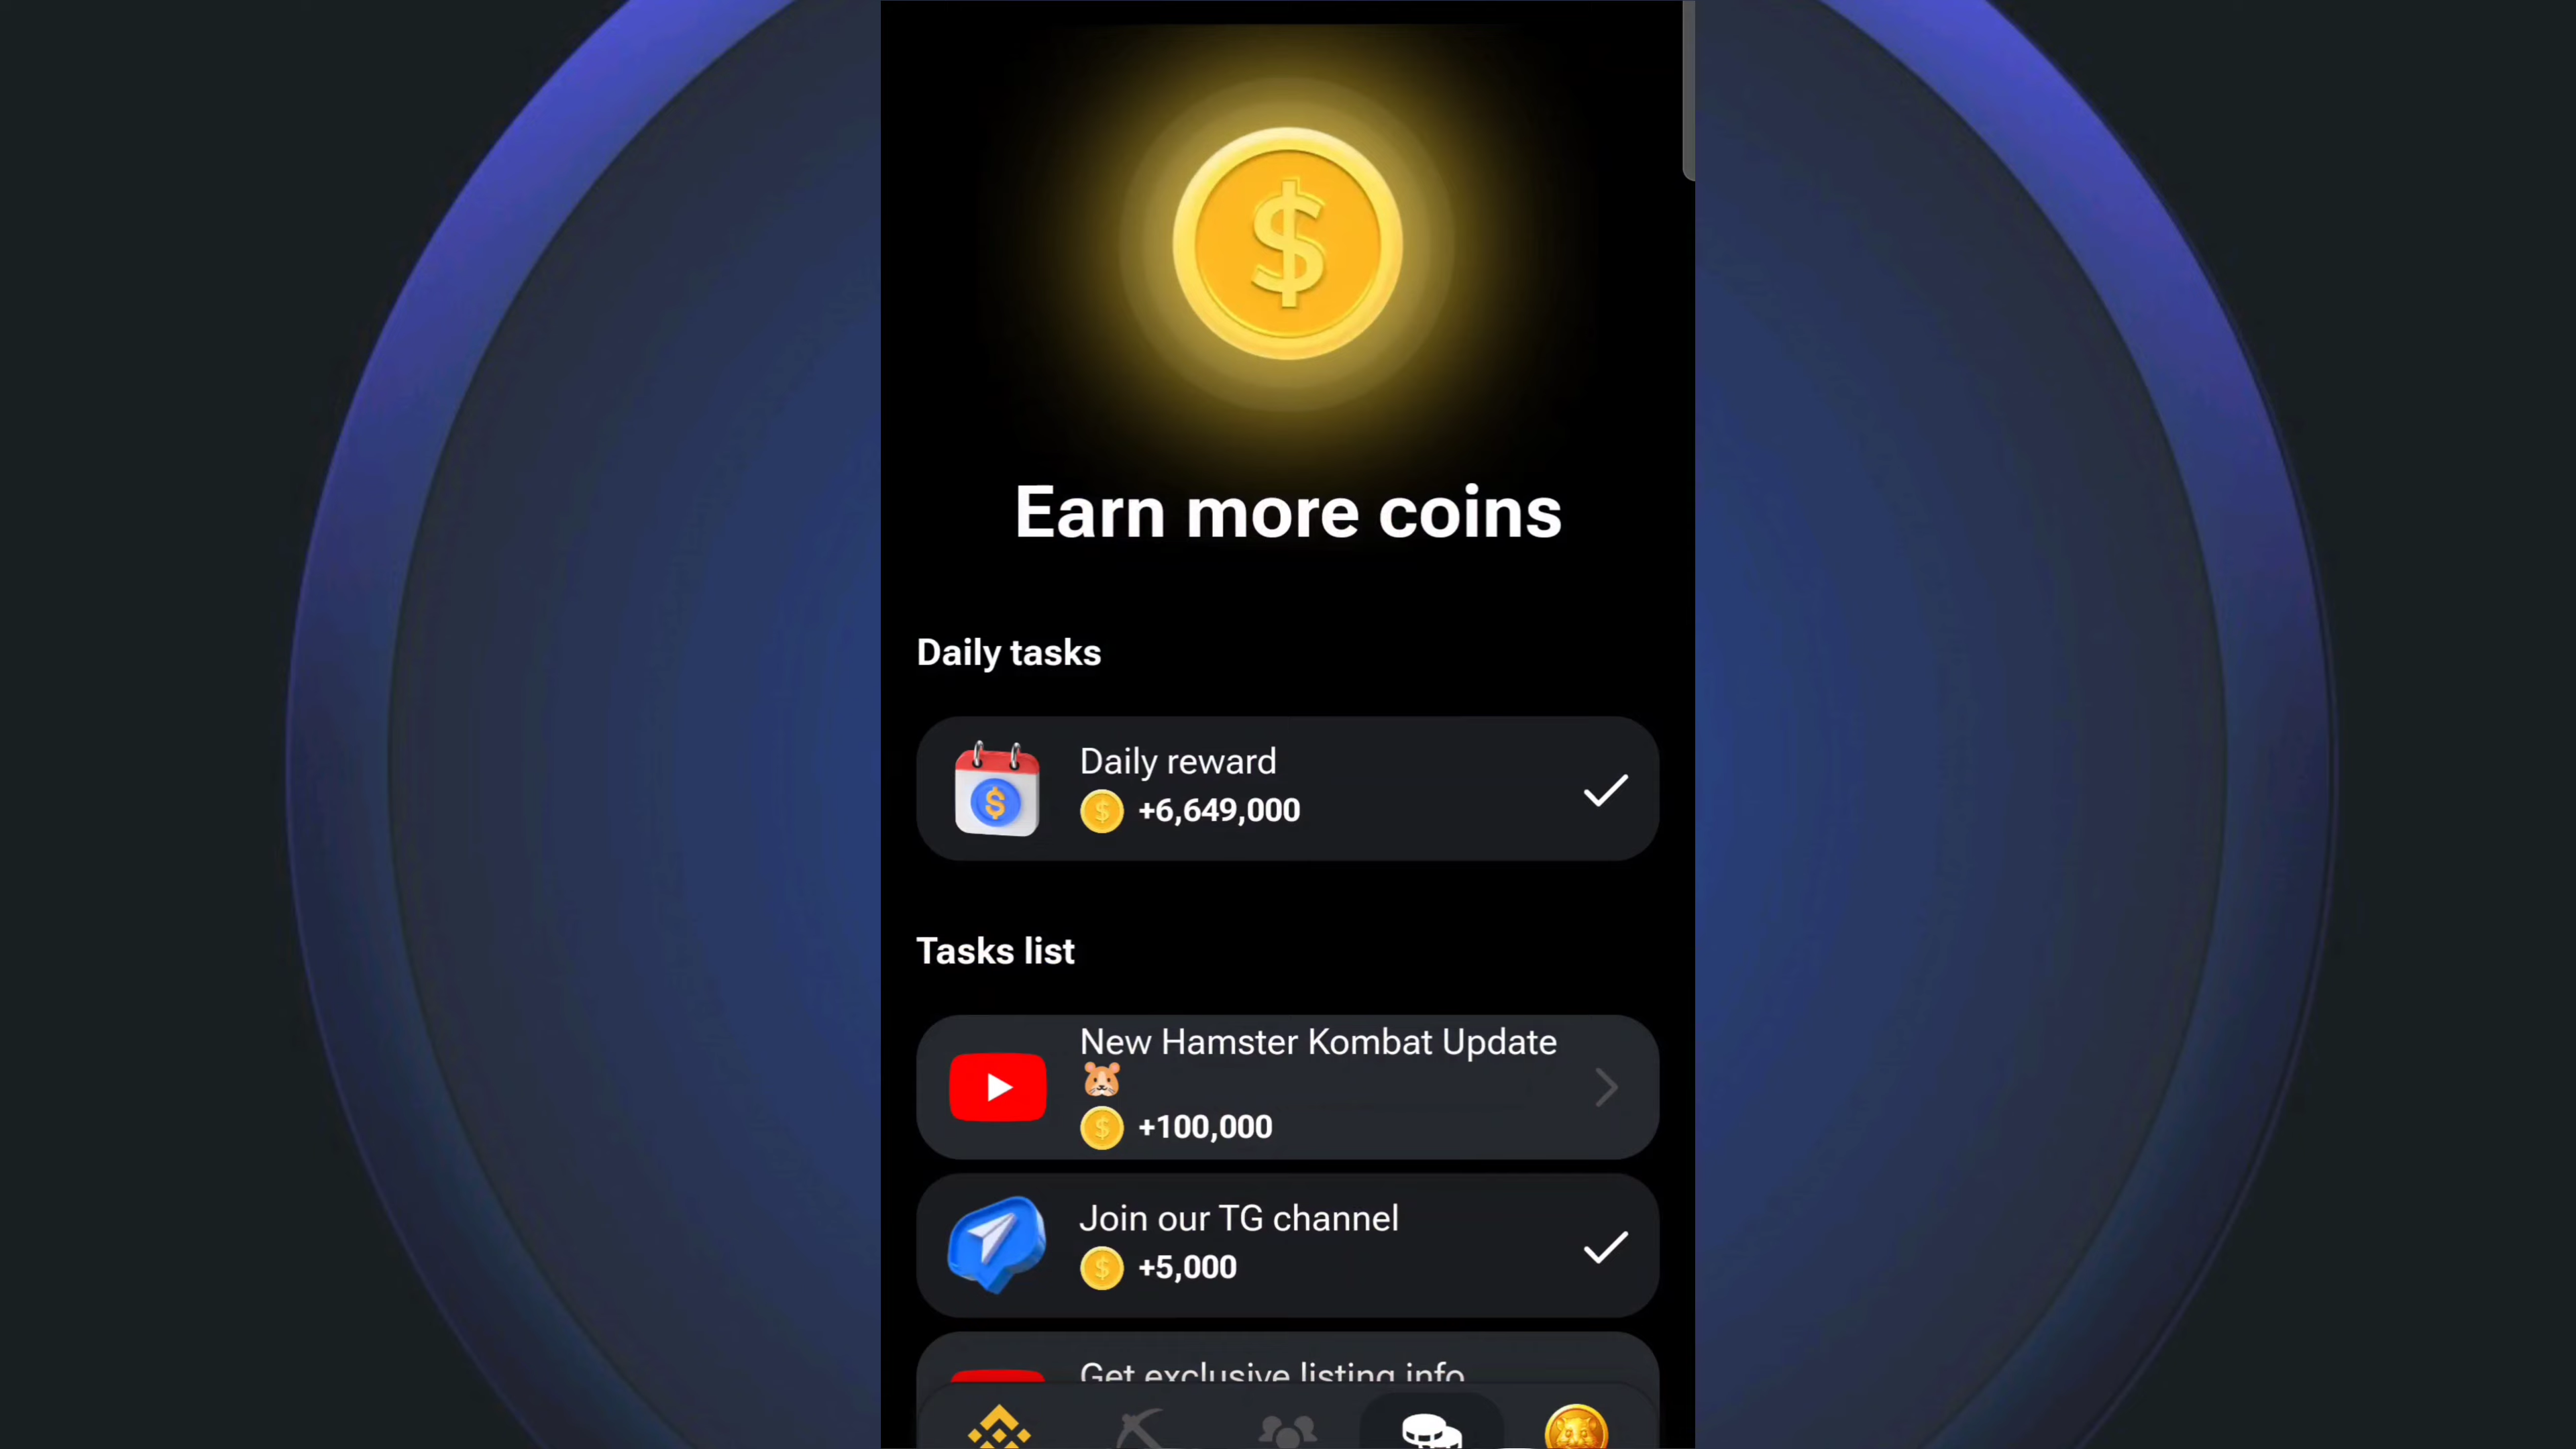 Earn more coins
Daily tasks
Daily reward
+6,649,000
Tasks list
New Hamster Kombat Update
🐹
+100,000
Join our TG channel
+5,000
Get exclusive listing info